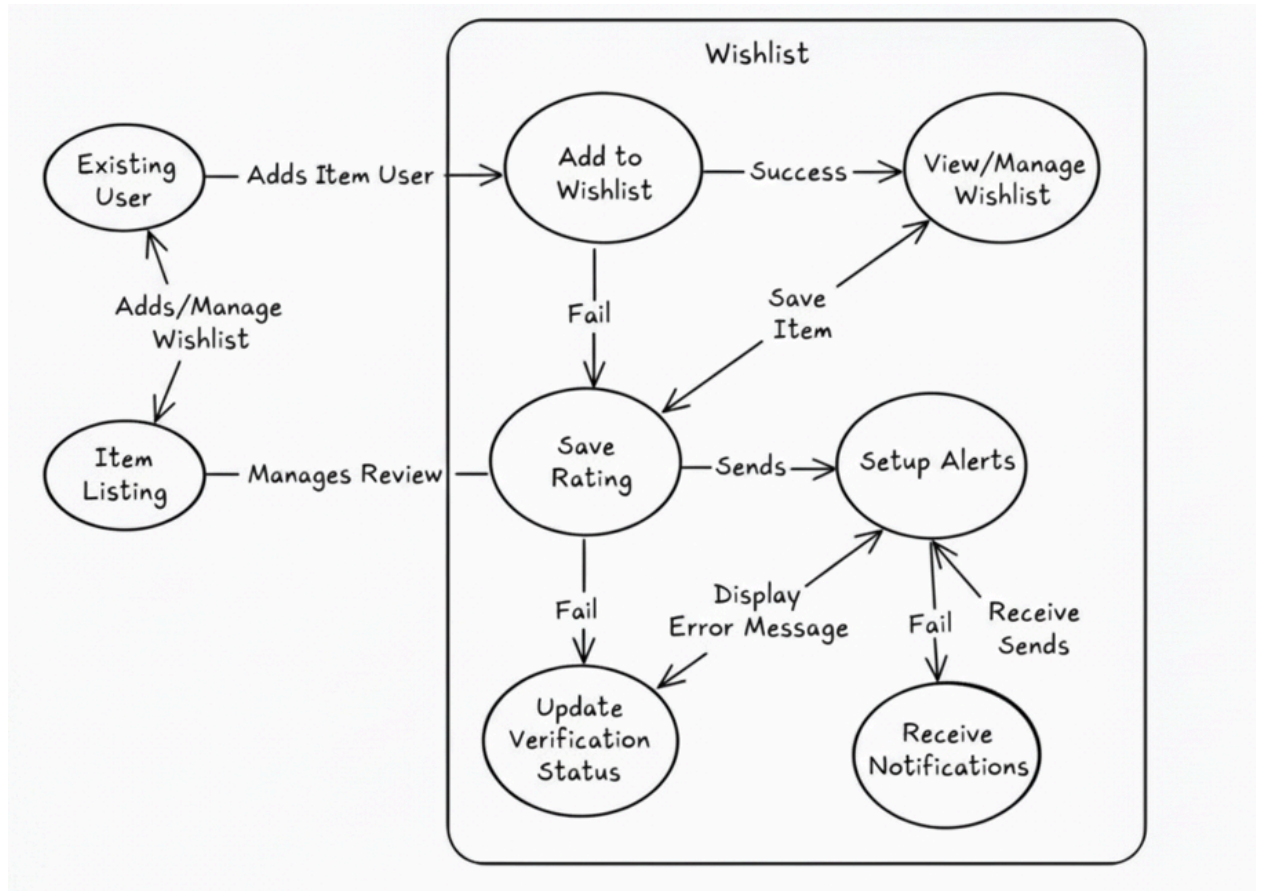 Wishlist
Existing
User
Adds Item User
Add to
Wishlist
Success
View/Manage
Wishlist
Adds/Manage
Wishlist
Fail
Save
Item
Item
Listing
Manages Review
Save
Rating
Sends
Setup Alerts
Fail
Display
Error Message
Fail
Receive
Sends
Update
Verification
Status
Receive
Notifications